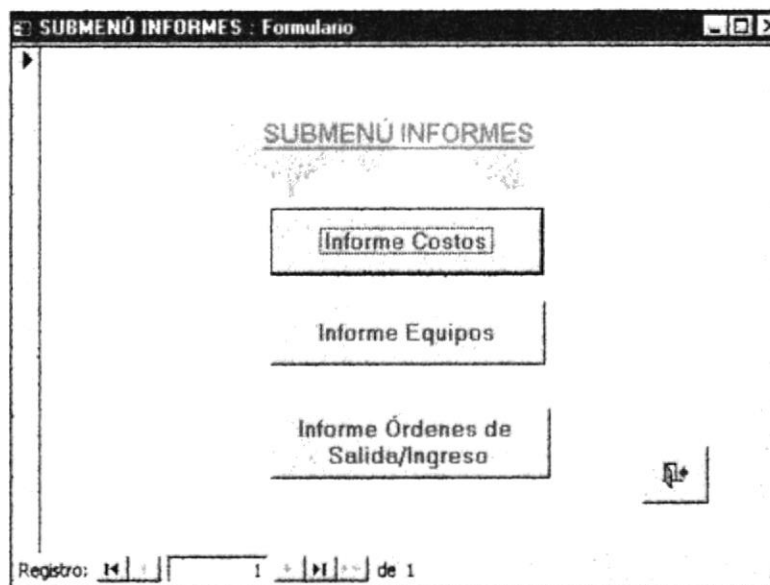 SUBMENÚ INFORMES : Formulario
SUBMENÚ INFORMES
Informe Costos
Informe Equipos
Informe Órdenes de
Salida/Ingreso
Registro: 1 de 1